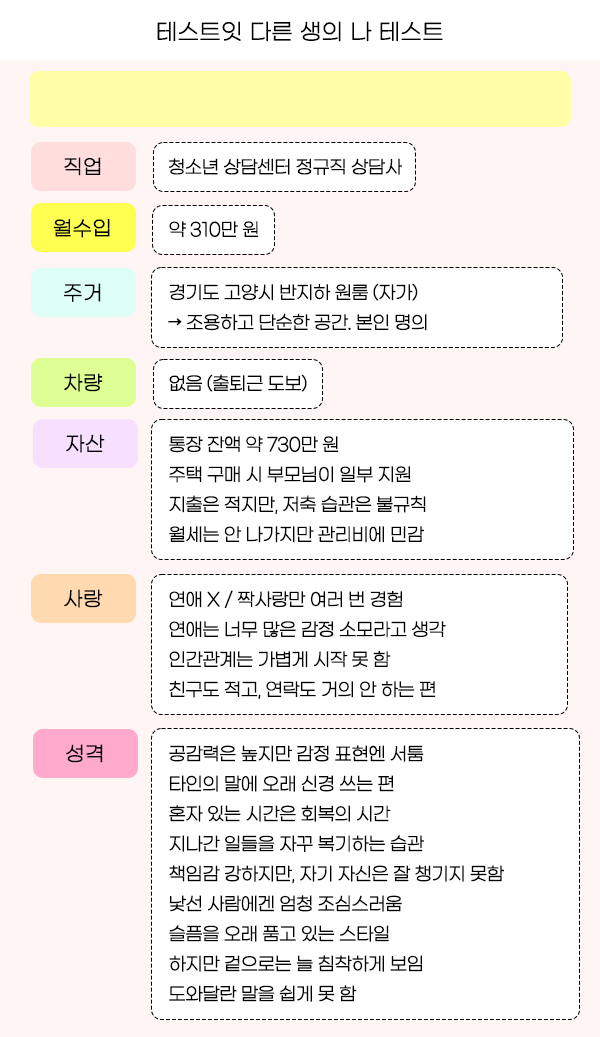 테스트잇 다른 생의 나 테스트
직업
청소년 상담센터 정규직 상담사
월수입
약 310만 원
주거
경기도 고양시 반지하 원룸 (자가)
→ 조용하고 단순한 공간. 본인 명의
차량
없음 (출퇴근 도보)
자산
통장 잔액 약 730만 원
주택 구매 시 부모님이 일부 지원
지출은 적지만, 저축 습관은 불규칙
월세는 안 나가지만 관리비에 민감
사랑
연애 X / 짝사랑만 여러 번 경험
연애는 너무 많은 감정 소모라고 생각
인간관계는 가볍게 시작 못 함
친구도 적고, 연락도 거의 안 하는 편
성격
공감력은 높지만 감정 표현엔 서툼
타인의 말에 오래 신경 쓰는 편
혼자 있는 시간은 회복의 시간
지나간 일들을 자꾸 복기하는 습관
책임감 강하지만, 자기 자신은 잘 챙기지 못함
낯선 사람에겐 엄청 조심스러움
슬픔을 오래 품고 있는 스타일
하지만 겉으로는 늘 침착하게 보임
도와달란 말을 쉽게 못 함